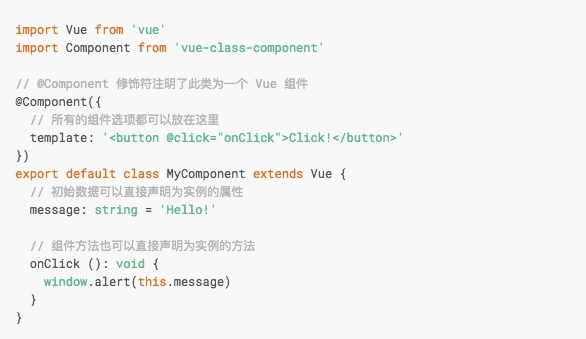 import Vue from 'vue'
import Component from 'vue-class-component'
// @Component 修饰符注明了此类为一个 Vue 组件
@Component({
// 所有的组件选项都可以放在这里
template: '<button @click="onClick">Click!</button>'
})
export default class MyComponent extends Vue {
// 初始数据可以直接声明为实例的属性
message: string = 'Hello!'
// 组件方法也可以直接声明为实例的方法
onClick (): void {
window.alert(this.message)
}
}